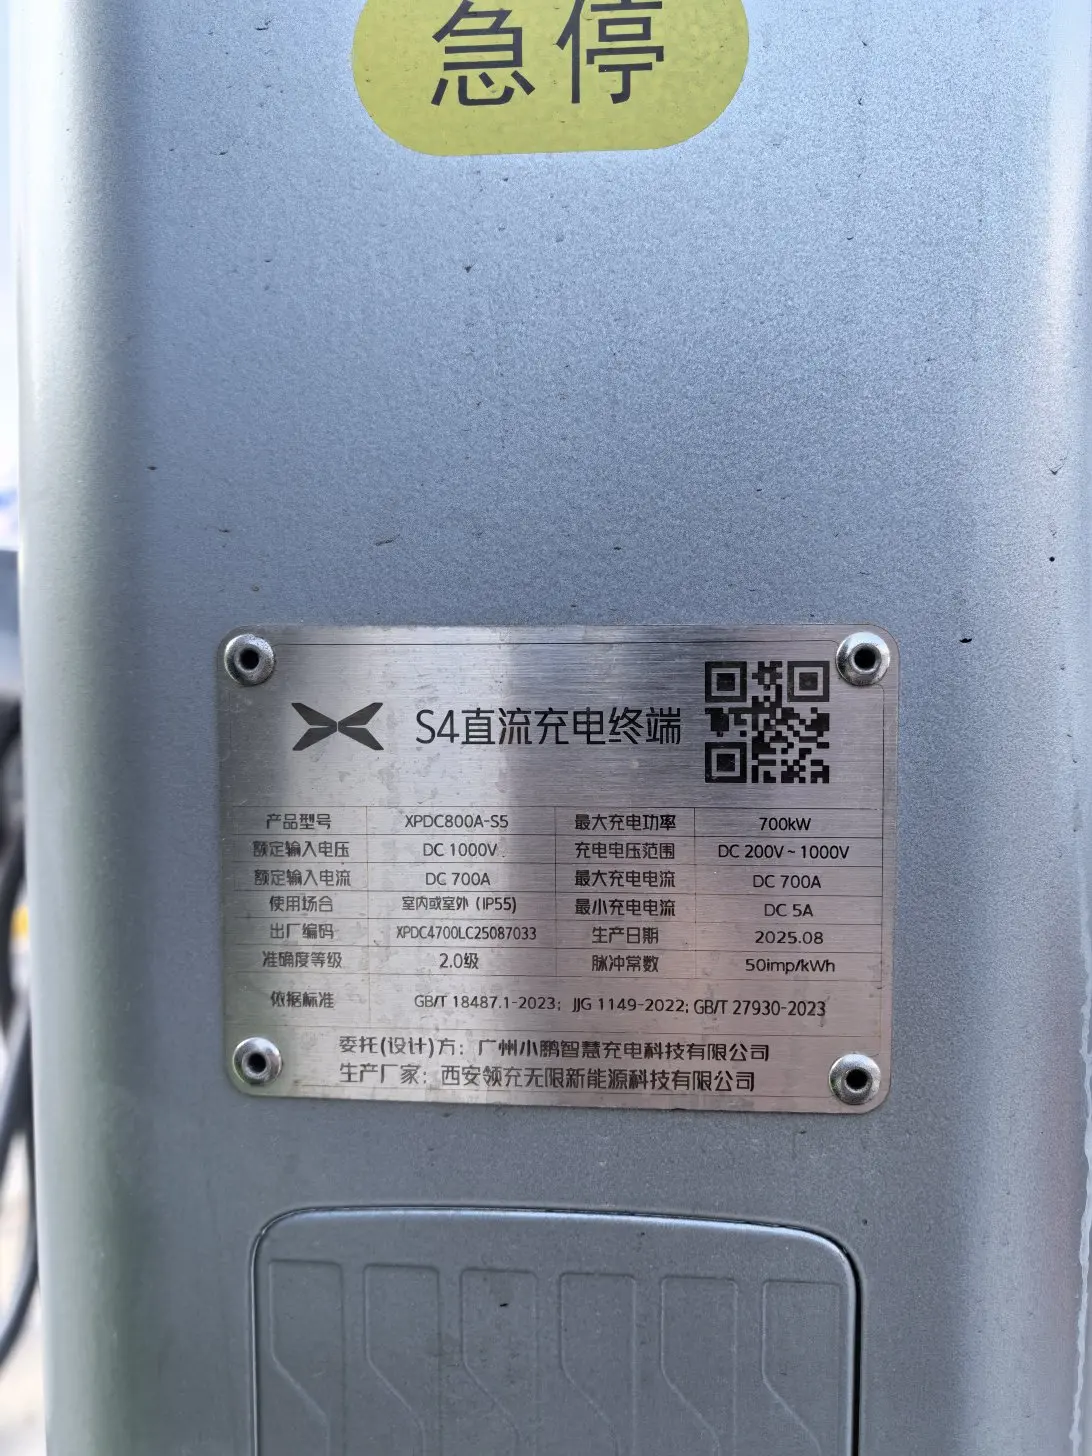 急停
S4直流充电终端
产品型号 XPDC800A-S5 最大充电功率 700kW
额定输入电压 DC 1000V 充电电压范围 DC 200V~1000V
额定输入电流 DC 700A 最大充电电流 DC 700A
使用场合 室内或室外 (IP55) 最小充电电流 DC 5A
出厂编码 XPDC4700LC25087033 生产日期 2025.08
准确度等级 2.0级 脉冲常数 50imp/kWh
依据标准 GB/T 18487.1-2023; JJG 1149-2022; GB/T 27930-2023
委托(设计)方: 广州小鹏智慧充电科技有限公司
生产厂家: 西安领充无限新能源科技有限公司